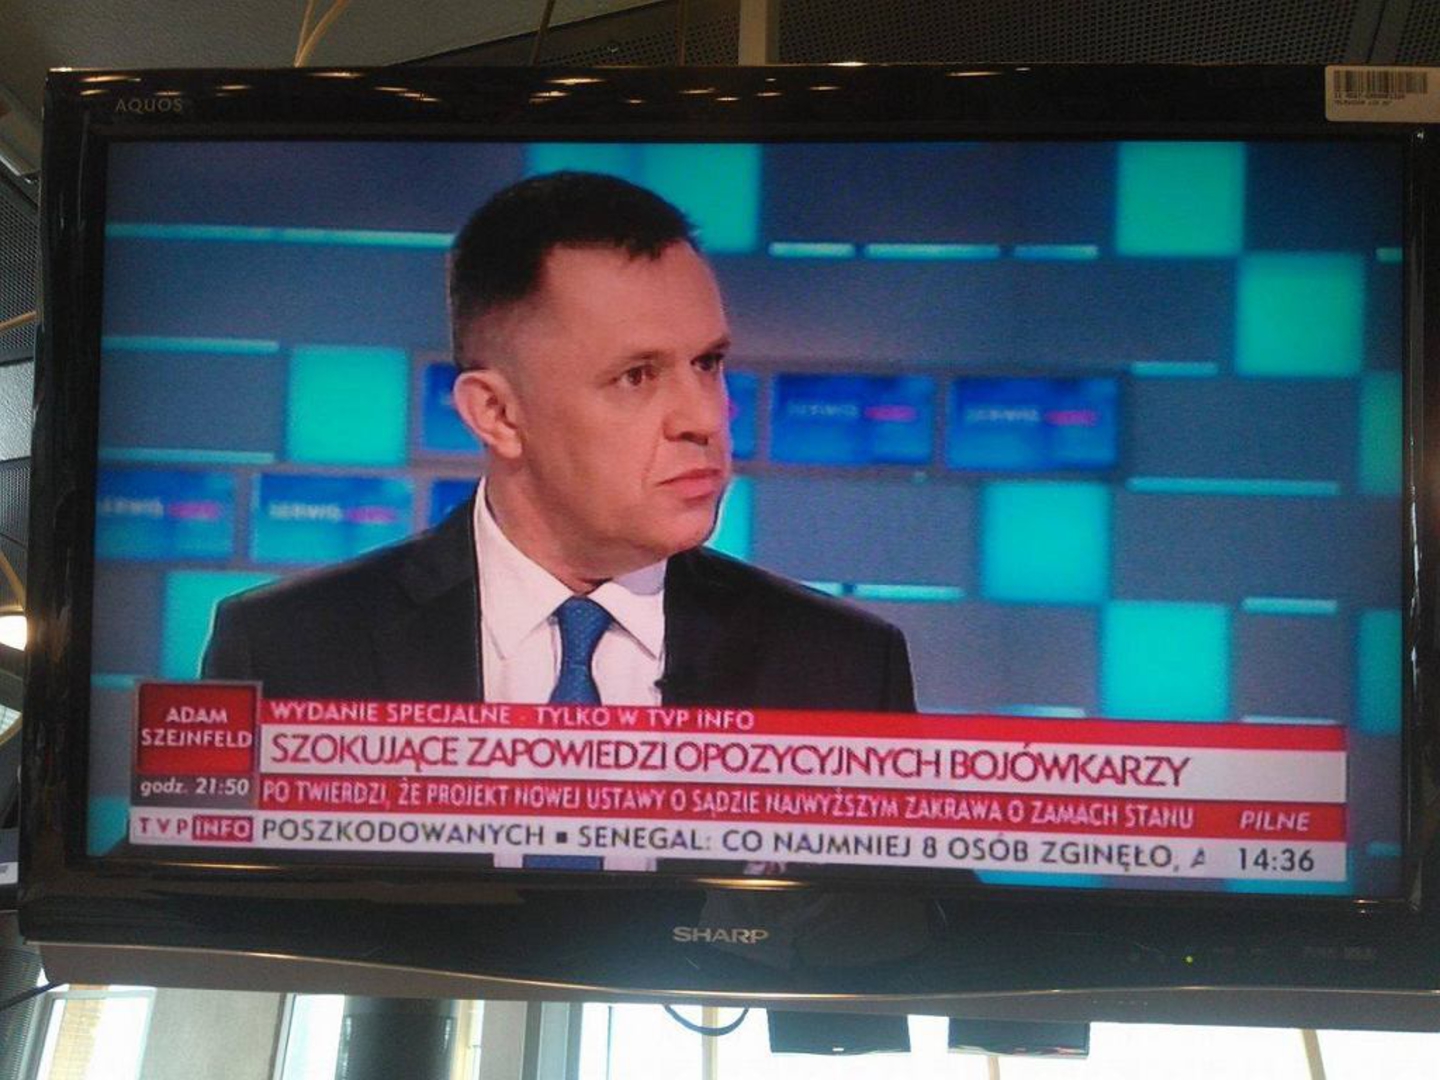 AQUOS
ADAM
SZEJNFELD
godz. 21:50
WYDANIE SPECJALNE - TYLKO W TVP INFO
SZOKUJĄCE ZAPOWIEDZI OPOZYCYJNYCH BOJÓWKARZY
PO TWIERDZI, ŻE PROJEKT NOWEJ USTAWY O SĄDZIE NAJWYŻSZYM ZAKRAWA O ZAMACH STANU
PILNE
TVP INFO
POSZKODOWANYCH ▪ SENEGAL: CO NAJMNIEJ 8 OSÓB ZGINĘŁO,
14:36
SHARP